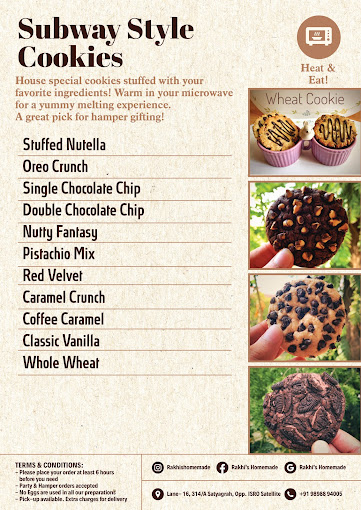 Subway Style
Cookies
Heat &
Eat!
House special cookies stuffed with your
favorite ingredients! Warm in your microwave
for a yummy melting experience.
A great pick for hamper gifting!
Wheat Cookie
Stuffed Nutella
Oreo Crunch
Single Chocolate Chip
Double Chocolate Chip
Nutty Fantasy
Pistachio Mix
Red Velvet
Caramel Crunch
Coffee Caramel
Classic Vanilla
Whole Wheat
TERMS & CONDITIONS:
- Please place your order at least 6 hours
before you need
- Party & Hamper orders accepted
- No Eggs are used in all our preparation!
- Pick-up available. Extra charges for delivery
Rakhishomemade
Rakhi's Homemade
Rakhi's Homemade
Lane- 16, 314/A Satyagrah, Opp. ISRO Satellite
+91 98988 94005